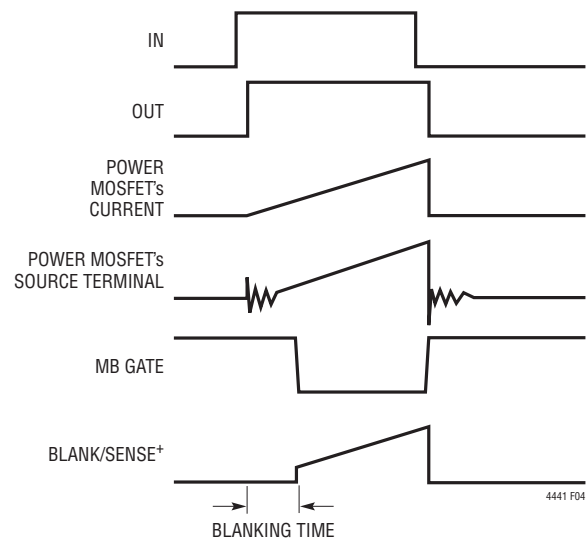 IN
OUT
POWER
MOSFET's
CURRENT
POWER MOSFET's
SOURCE TERMINAL
MB GATE
BLANK/SENSE+
4441 F04
BLANKING TIME